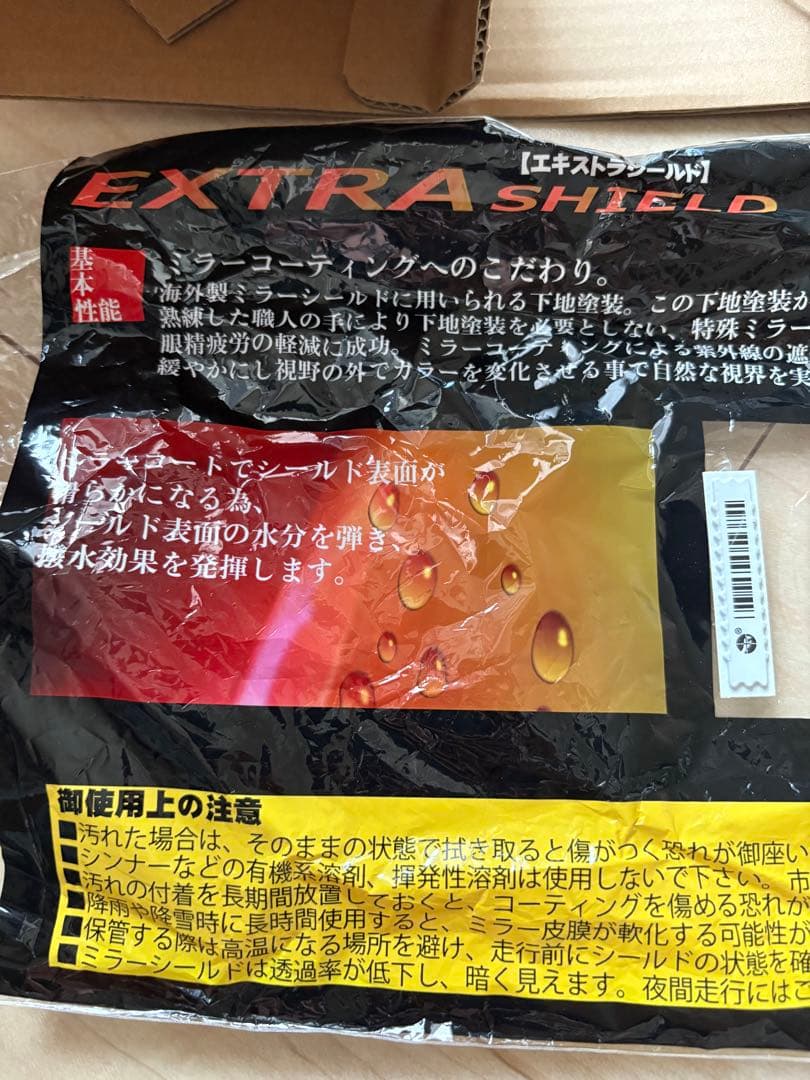 【エキストラシールド】
EXTRA SHIELD
基本
性能
ミラーコーティングへのこだわり。
海外製ミラーシールドに用いられる下地塗装。この下地塗装が
熟練した職人の手により下地塗装を必要としない、特殊ミラー
眼精疲労の軽減に成功。ミラーコーティングによる紫外線の遮
緩やかにし視野の外でカラーを変化させる事で自然な視界を実
ミラーコートでシールド表面が
滑らかになる為、
シールド表面の水分を弾き、
撥水効果を発揮します。
御使用上の注意
■汚れた場合は、そのままの状態で拭き取ると傷がつく恐れが御座い
■シンナーなどの有機系溶剤、揮発性溶剤は使用しないで下さい。市
■汚れの付着を長期間放置しておくと、コーティングを傷める恐れが
■降雨や降雪時に長時間使用すると、ミラー皮膜が軟化する可能性が
■保管する際は高温になる場所を避け、走行前にシールドの状態を確
■ミラーシールドは透過率が低下し、暗く見えます。夜間走行にはご